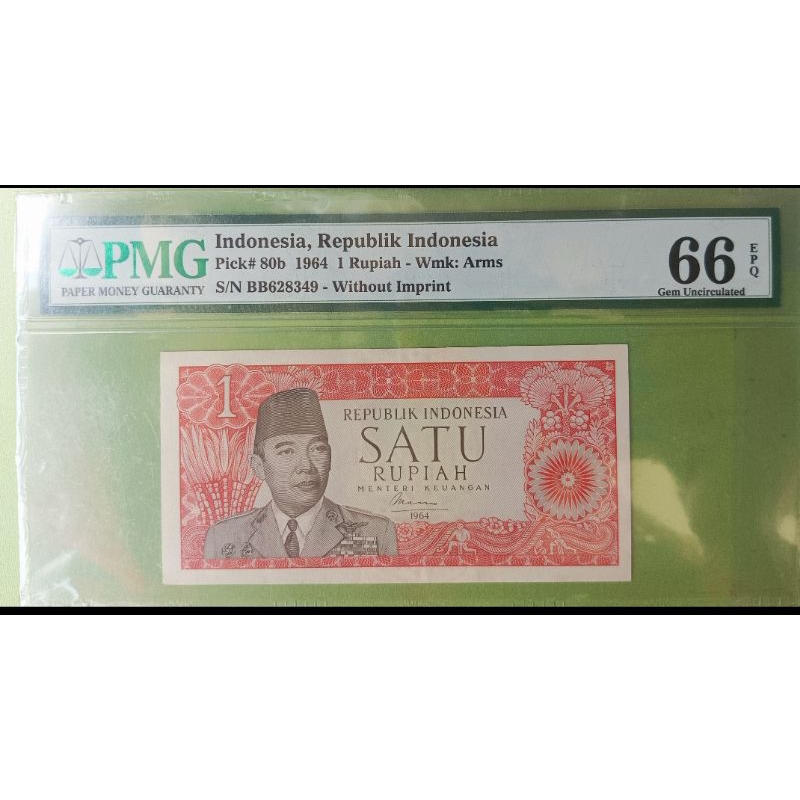 PMG
PAPER MONEY GUARANTY
Indonesia, Republik Indonesia
Pick# 80b 1964 1 Rupiah - Wmk: Arms
S/N BB628349 - Without Imprint
66 EPQ
Gem Uncirculated
1
REPUBLIK INDONESIA
SATU
RUPIAH
MENTERI KEUANGAN
1964